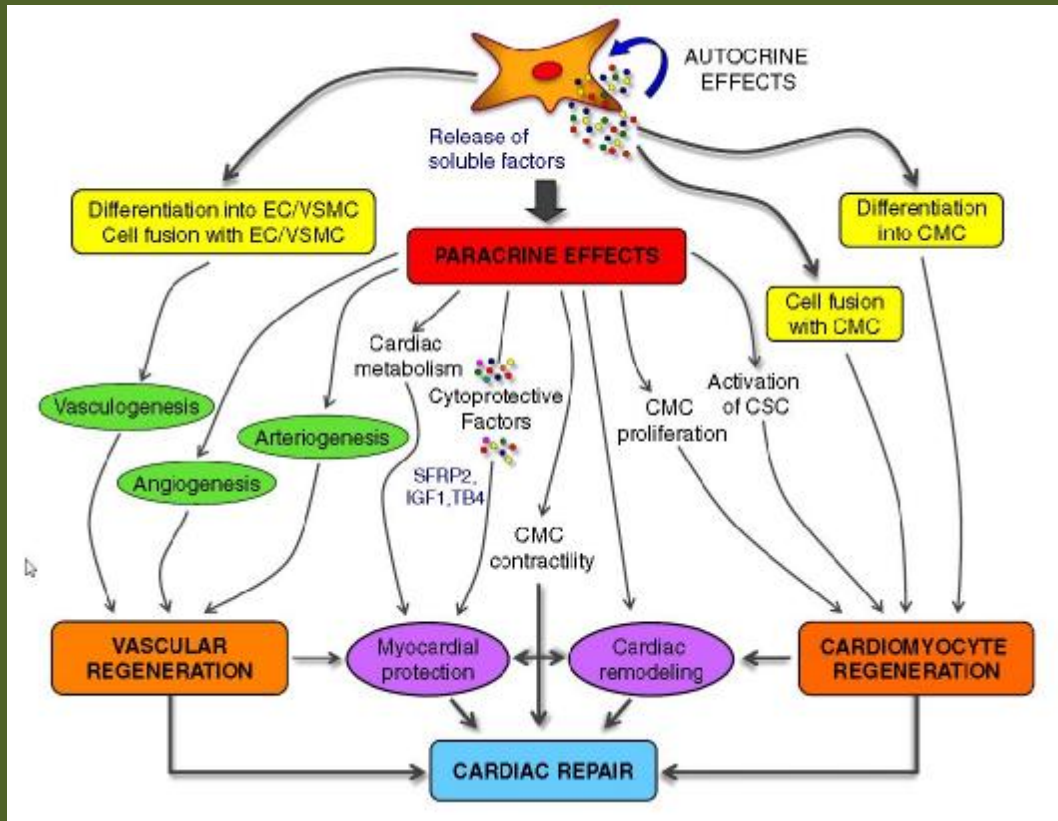 AUTOCRINE
EFFECTS
Release of
soluble factors
Differentiation into EC/VSMC
Cell fusion with EC/VSMC
Differentiation
into CMC
PARACRINE EFFECTS
Cell fusion
with CMC
Cardiac
metabolism
Cytoprotective
Factors
Activation
of CSC
CMC
proliferation
Vasculogenesis
Arteriogenesis
Angiogenesis
SFRP2,
IGF1,TB4
CMC
contractility
VASCULAR
REGENERATION
Myocardial
protection
Cardiac
remodeling
CARDIOMYOCYTE
REGENERATION
CARDIAC REPAIR